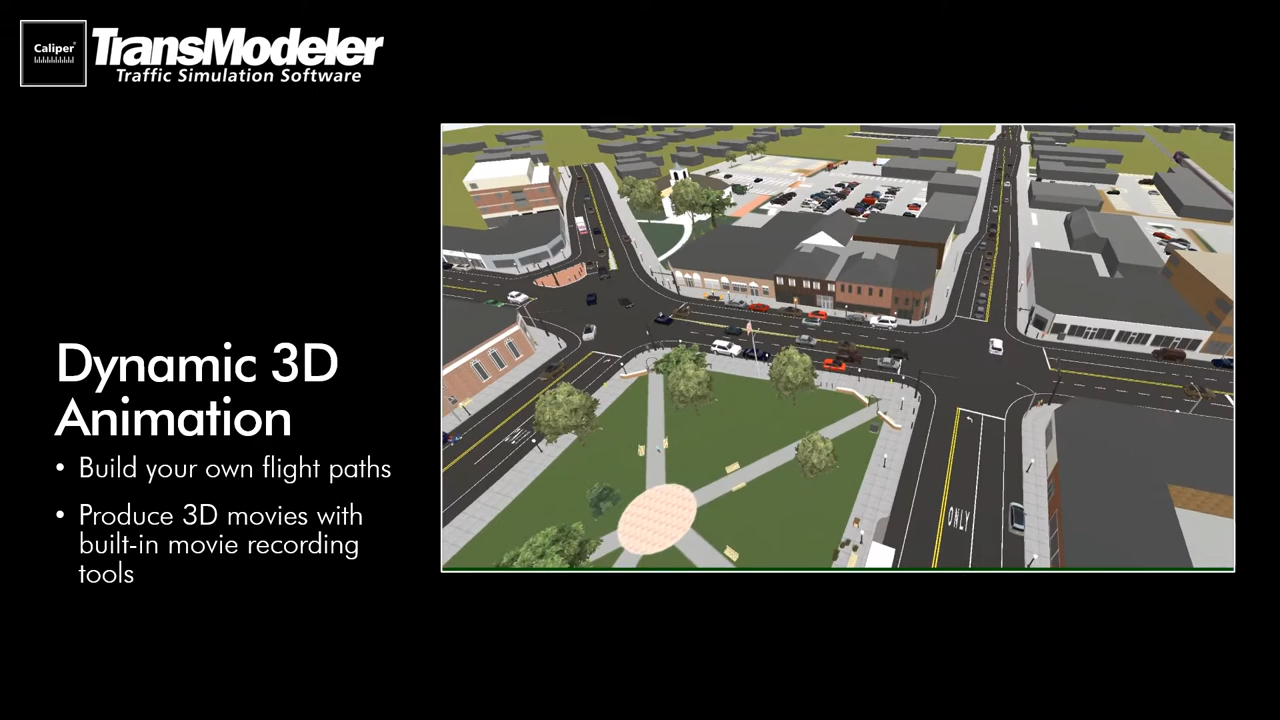 Caliper®
TransModeler
Traffic Simulation Software
Dynamic 3D
Animation
• Build your own flight paths
• Produce 3D movies with
built-in movie recording
tools
ONLY